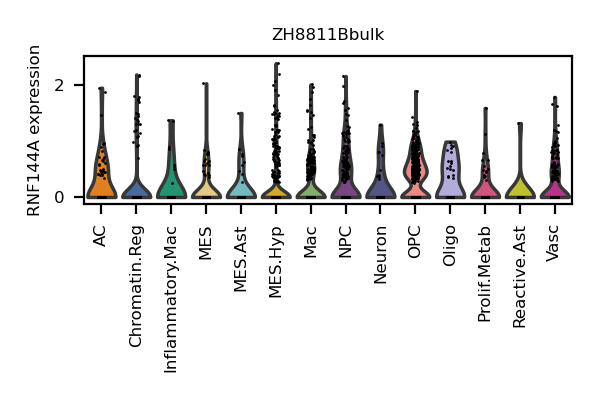 ZH8811Bbulk
RNF144A expression
2
0
AC
Chromatin.Reg
Inflammatory.Mac
MES
MES.Ast
MES.Hyp
Mac
NPC
Neuron
OPC
Oligo
Prolif.Metab
Reactive.Ast
Vasc